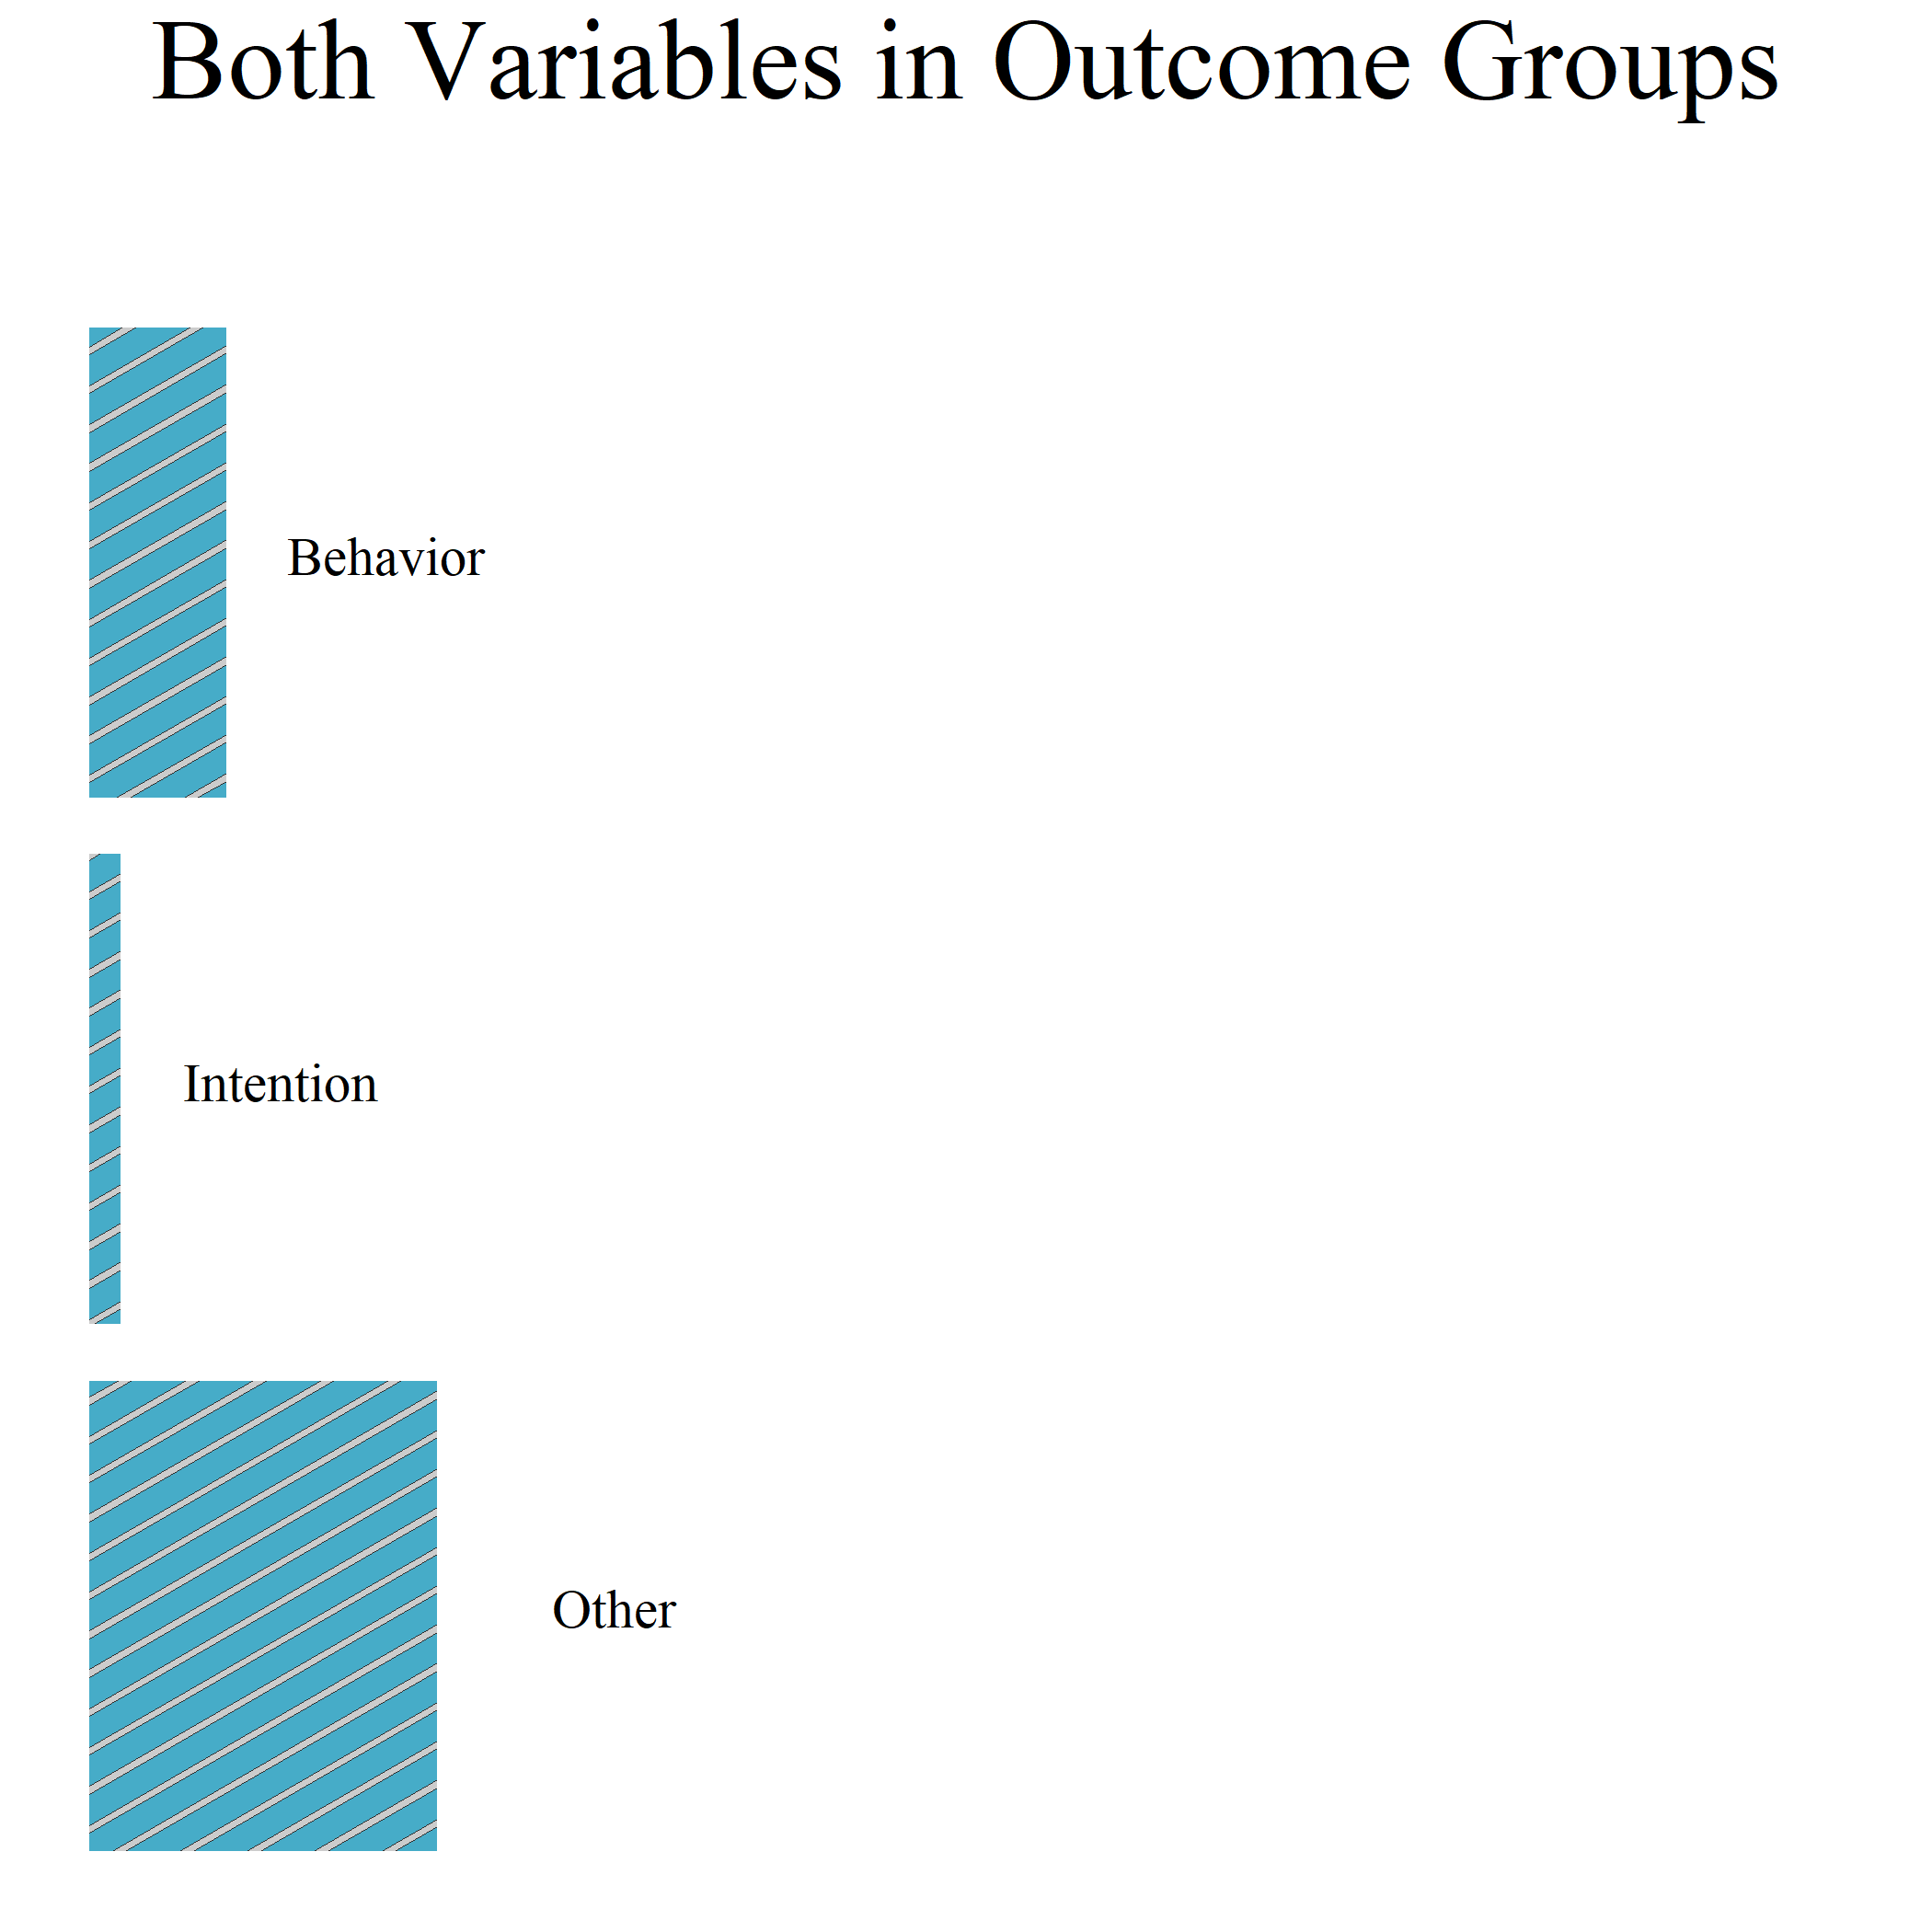 Both Variables in Outcome Groups
Behavior
Intention
Other